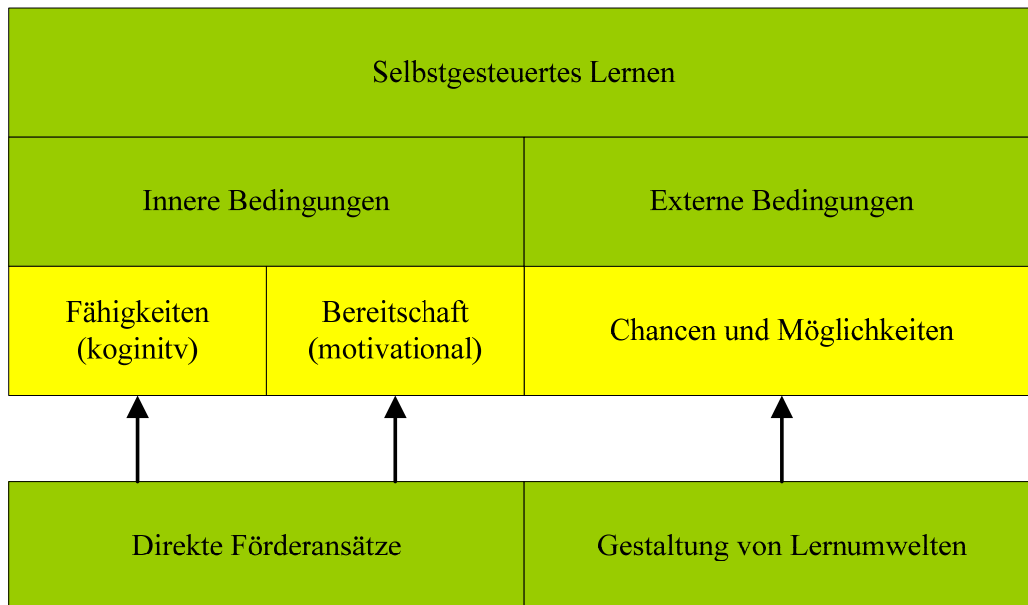 Selbstgesteuertes Lernen
Innere Bedingungen
Externe Bedingungen
Fähigkeiten
(koginitv)
Bereitschaft
(motivational)
Chancen und Möglichkeiten
Direkte Förderansätze
Gestaltung von Lernumwelten